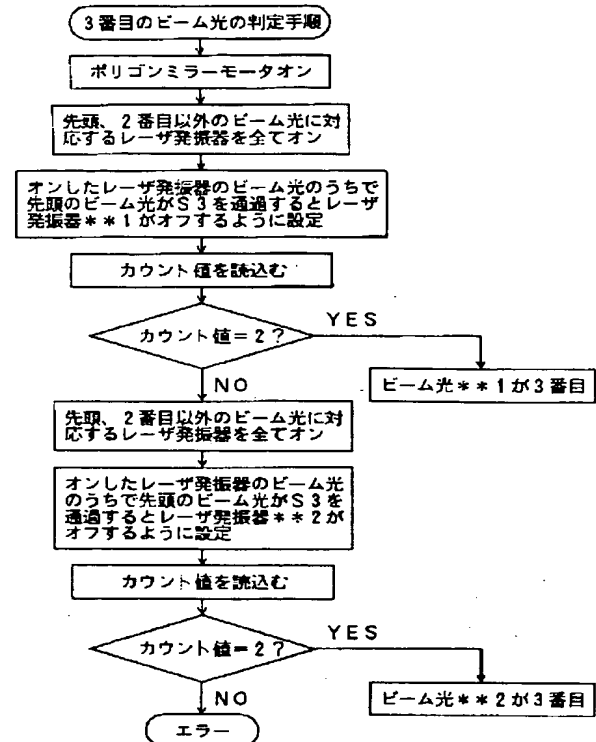 3番目のビーム光の判定手順
ポリゴンミラーモータオン
先頭、2番目以外のビーム光に対
応するレーザ発振器を全てオン
オンしたレーザ発振器のビーム光のうちで
先頭のビーム光がS3を通過するとレーザ
発振器**1がオフするように設定
カウント値を読込む
カウント値=2?
YES
ビーム光**1が3番目
NO
先頭、2番目以外のビーム光に対
応するレーザ発振器を全てオン
オンしたレーザ発振器のビーム光
のうちで先頭のビーム光がS3を
通過するとレーザ発振器**2が
オフするように設定
カウント値を読込む
カウント値=2?
YES
ビーム光**2が3番目
NO
エラー